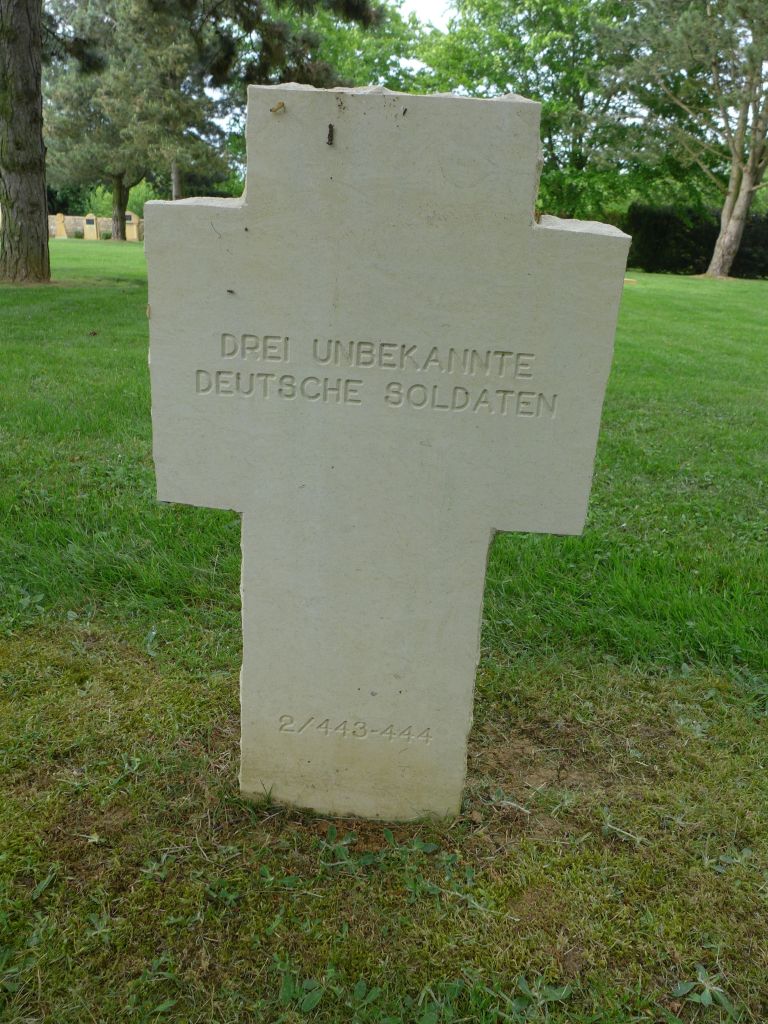 DREI UNBEKANNTE
DEUTSCHE SOLDATEN
2/443-444